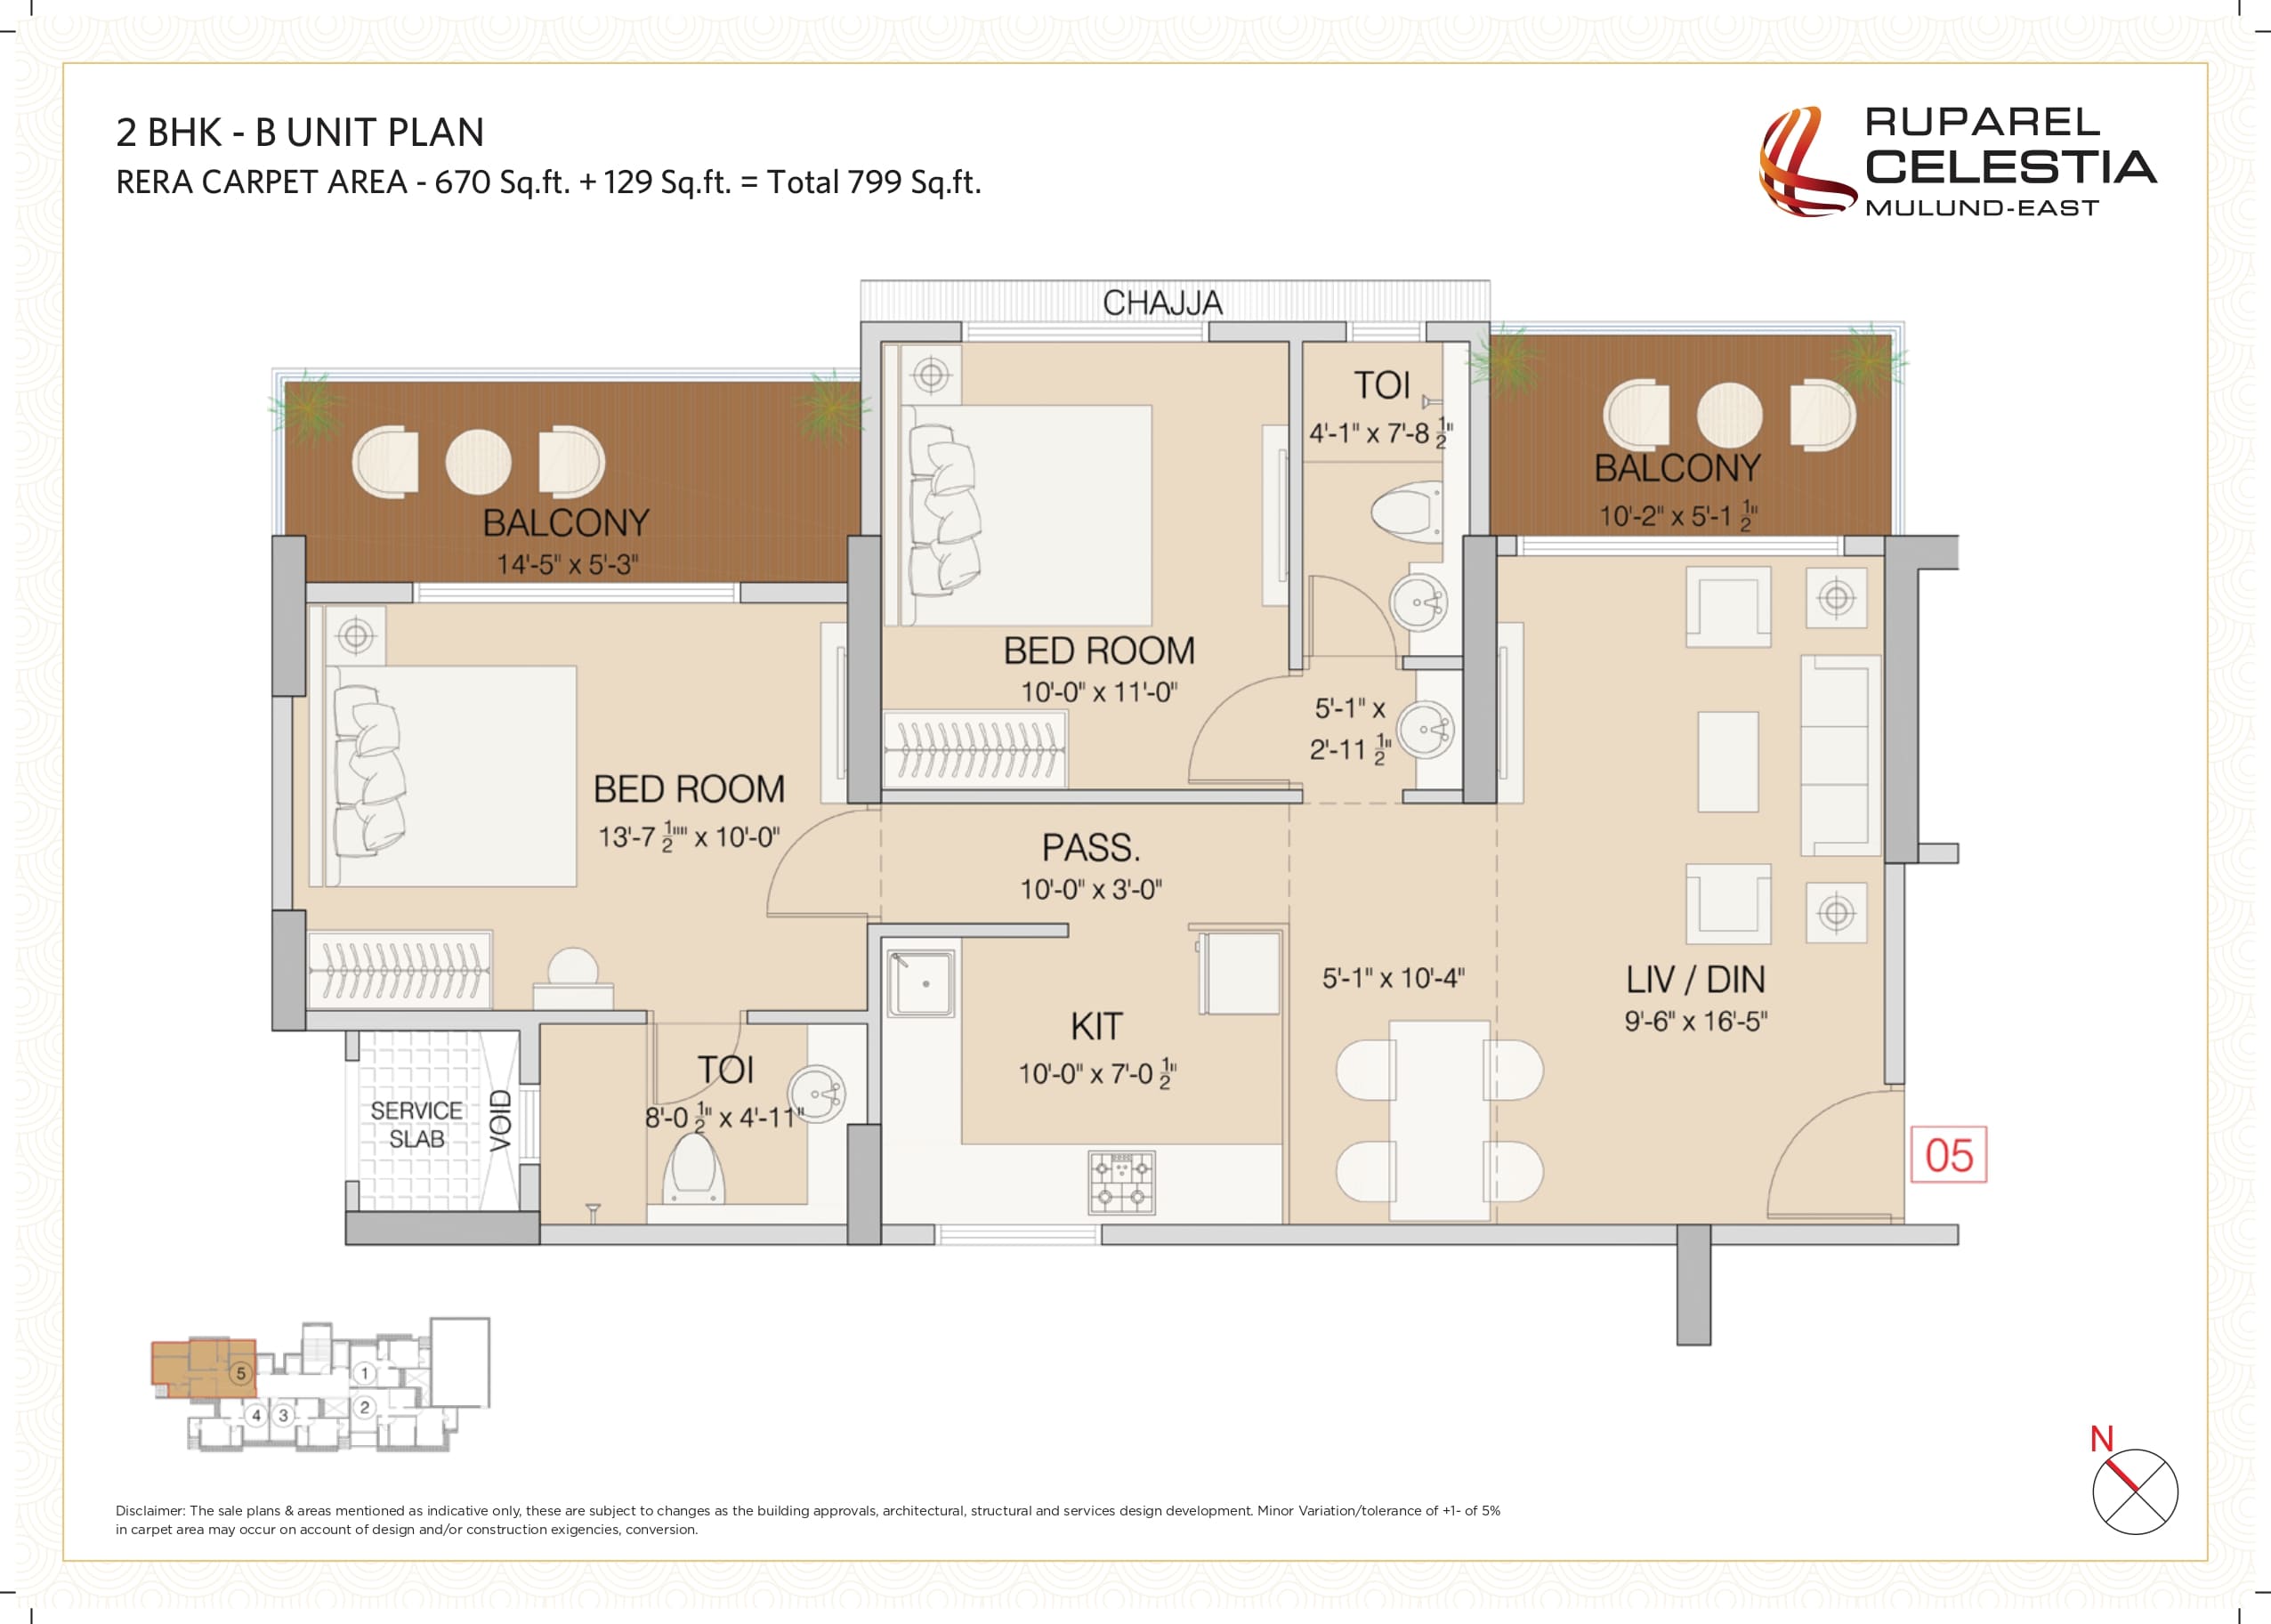 2 BHK - B UNIT PLAN
RERA CARPET AREA - 670 Sq.ft. + 129 Sq.ft. = Total 799 Sq.ft.
RUPAREL
CELESTIA
MULUND-EAST
CHAJJA
TOI
4'-1" x 7'-8 1/2"
BALCONY
10'-2" x 5'-1 1/2"
BALCONY
14'-5" x 5'-3"
BED ROOM
10'-0" x 11'-0"
5'-1" x
2'-11 1/2"
BED ROOM
13'-7 1/2"" x 10'-0"
PASS.
10'-0" x 3'-0"
5'-1" x 10'-4"
LIV / DIN
9'-6" x 16'-5"
KIT
10'-0" x 7'-0 1/2"
TOI
8'-0 1/2" x 4'-11"
SERVICE
SLAB
VOID
05
5
1
4
3
2
N
Disclaimer: The sale plans & areas mentioned as indicative only, these are subject to changes as the building approvals, architectural, structural and services design development. Minor Variation/tolerance of +1- of 5%
in carpet area may occur on account of design and/or construction exigencies, conversion.